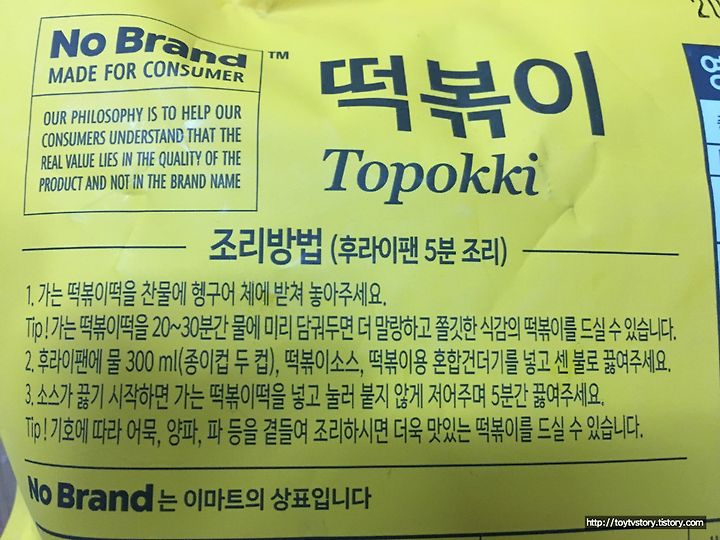 No Brand ™
MADE FOR CONSUMER
OUR PHILOSOPHY IS TO HELP OUR
CONSUMERS UNDERSTAND THAT THE
REAL VALUE LIES IN THE QUALITY OF THE
PRODUCT AND NOT IN THE BRAND NAME
떡볶이
Topokki
조리방법 (후라이팬 5분 조리)
1. 가는 떡볶이떡을 찬물에 헹구어 체에 받쳐 놓아주세요.
Tip! 가는 떡볶이떡을 20~30분간 물에 미리 담궈두면 더 말랑하고 쫄깃한 식감의 떡볶이를 드실 수 있습니다.
2. 후라이팬에 물 300 ml(종이컵 두 컵), 떡볶이소스, 떡볶이용 혼합건더기를 넣고 센 불로 끓여주세요.
3. 소스가 끓기 시작하면 가는 떡볶이떡을 넣고 눌러 붙지 않게 저어주며 5분간 끓여주세요.
Tip! 기호에 따라 어묵, 양파, 파 등을 곁들여 조리하시면 더욱 맛있는 떡볶이를 드실 수 있습니다.
No Brand 는 이마트의 상표입니다
http://toytvstory.tistory.com